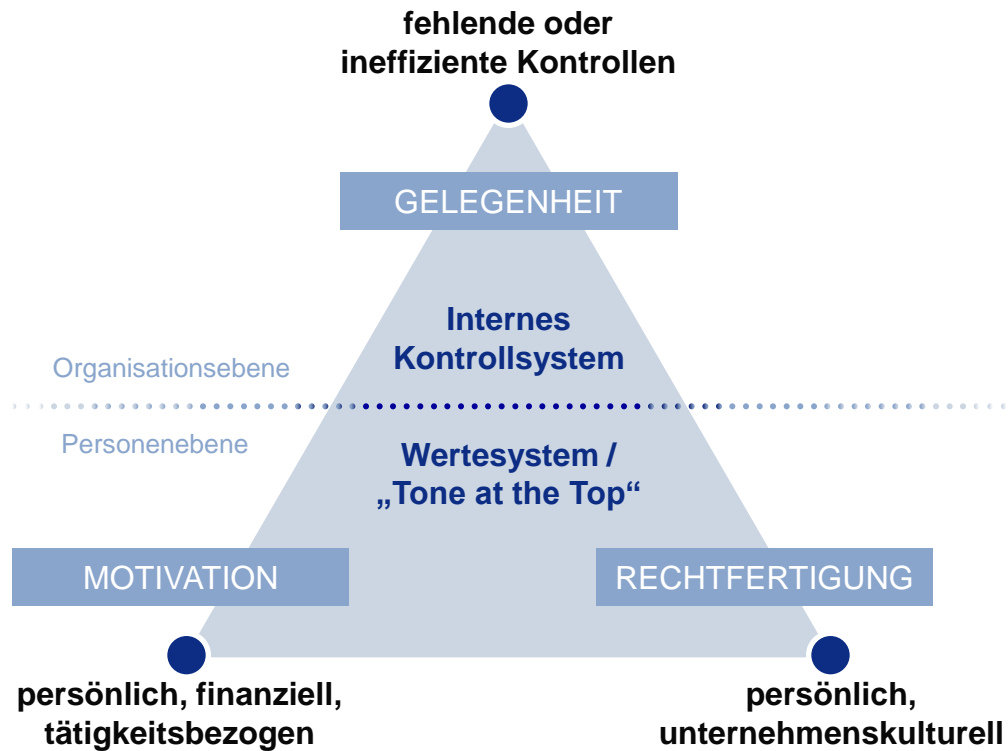 fehlende oder
ineffiziente Kontrollen
GELEGENHEIT
Internes
Kontrollsystem
Organisationsebene
Personenebene
Wertesystem /
„Tone at the Top“
MOTIVATION
RECHTFERTIGUNG
persönlich, finanziell,
tätigkeitsbezogen
persönlich,
unternehmenskulturell